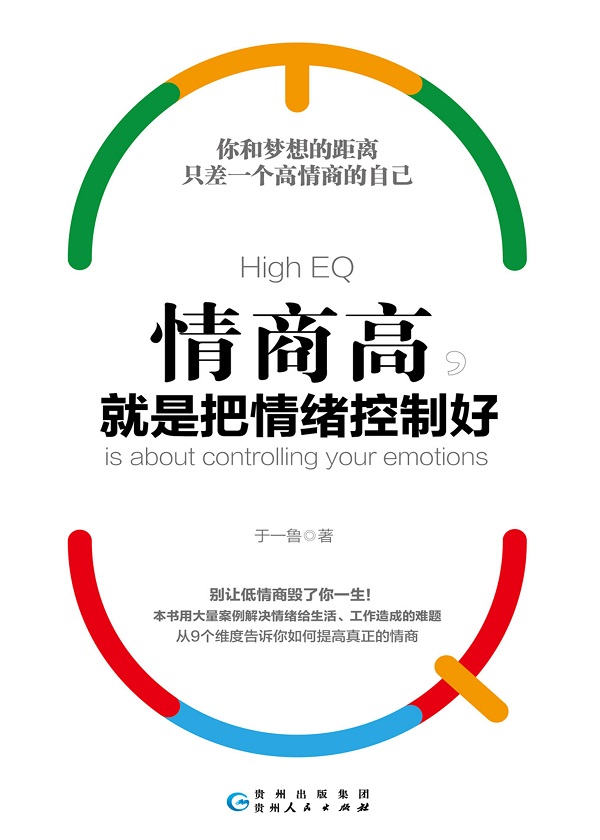 你和梦想的距离
只差一个高情商的自己
High EQ
情商高，
就是把情绪控制好
is about controlling your emotions
于一鲁◎著
别让低情商毁了你一生！
本书用大量案例解决情绪给生活、工作造成的难题
从9个维度告诉你如何提高真正的情商
贵州出版集团
贵州人民出版社